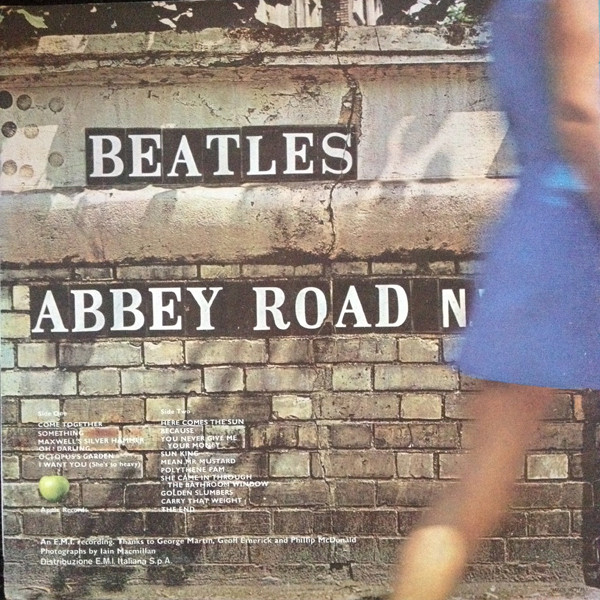 BEATLES
ABBEY ROAD N
Side One
COME TOGETHER
SOMETHING
MAXWELL'S SILVER HAMMER
OH! DARLING
OCTOPUS'S GARDEN
I WANT YOU (She's so heavy)
Side Two
HERE COMES THE SUN
BECAUSE
YOU NEVER GIVE ME
YOUR MONEY
SUN KING
MEAN MR MUSTARD
POLYTHENE PAM
SHE CAME IN THROUGH
THE BATHROOM WINDOW
GOLDEN SLUMBERS
CARRY THAT WEIGHT
THE END
Apple Records
An E.M.I. recording. Thanks to George Martin, Geoff Emerick and Phillip McDonald
Photographs by Iain Macmillan
Distribuzione E.M.I. Italiana S.p.A.